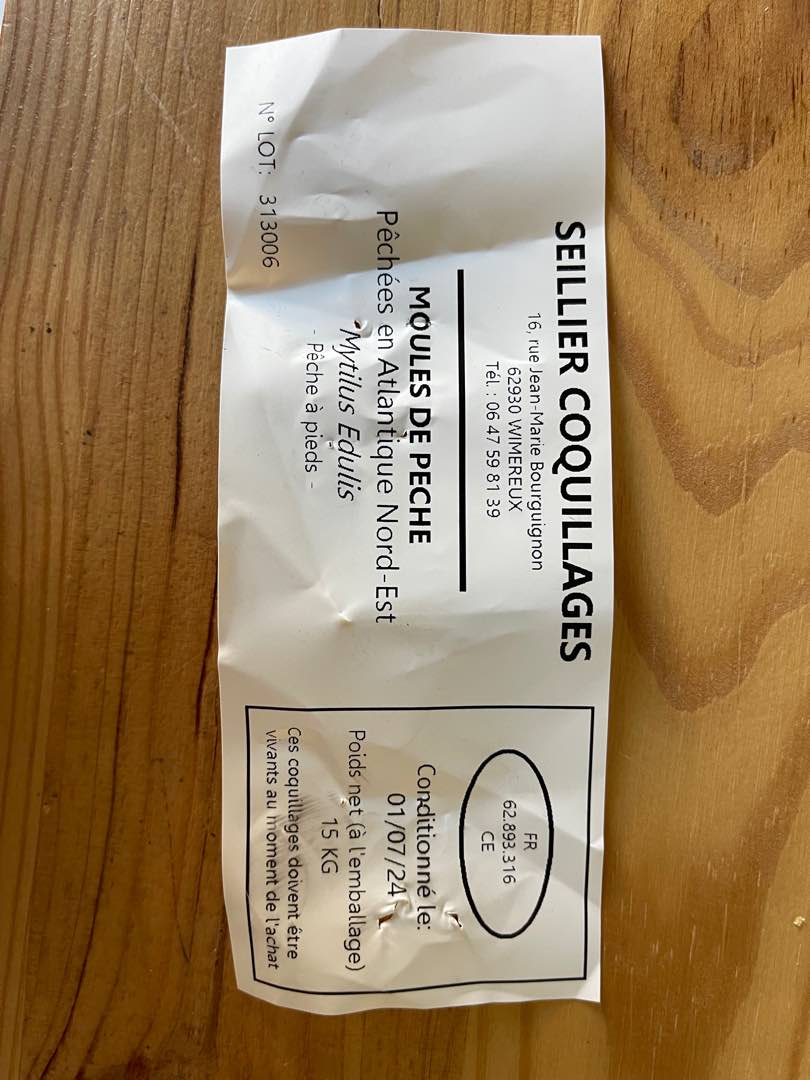 SEILLIER COQUILLAGES
16, rue Jean-Marie Bourguignon
62930 WIMEREUX
Tél. : 06 47 59 81 39
MOULES DE PECHE
Pêchées en Atlantique Nord-Est
Mytilus Edulis
- Pêche à pieds -
N° LOT: 313006
FR
62.893.316
CE
Conditionné le:
01/07/24
Poids net (à l'emballage)
15 KG
Ces coquillages doivent être
vivants au moment de l'achat